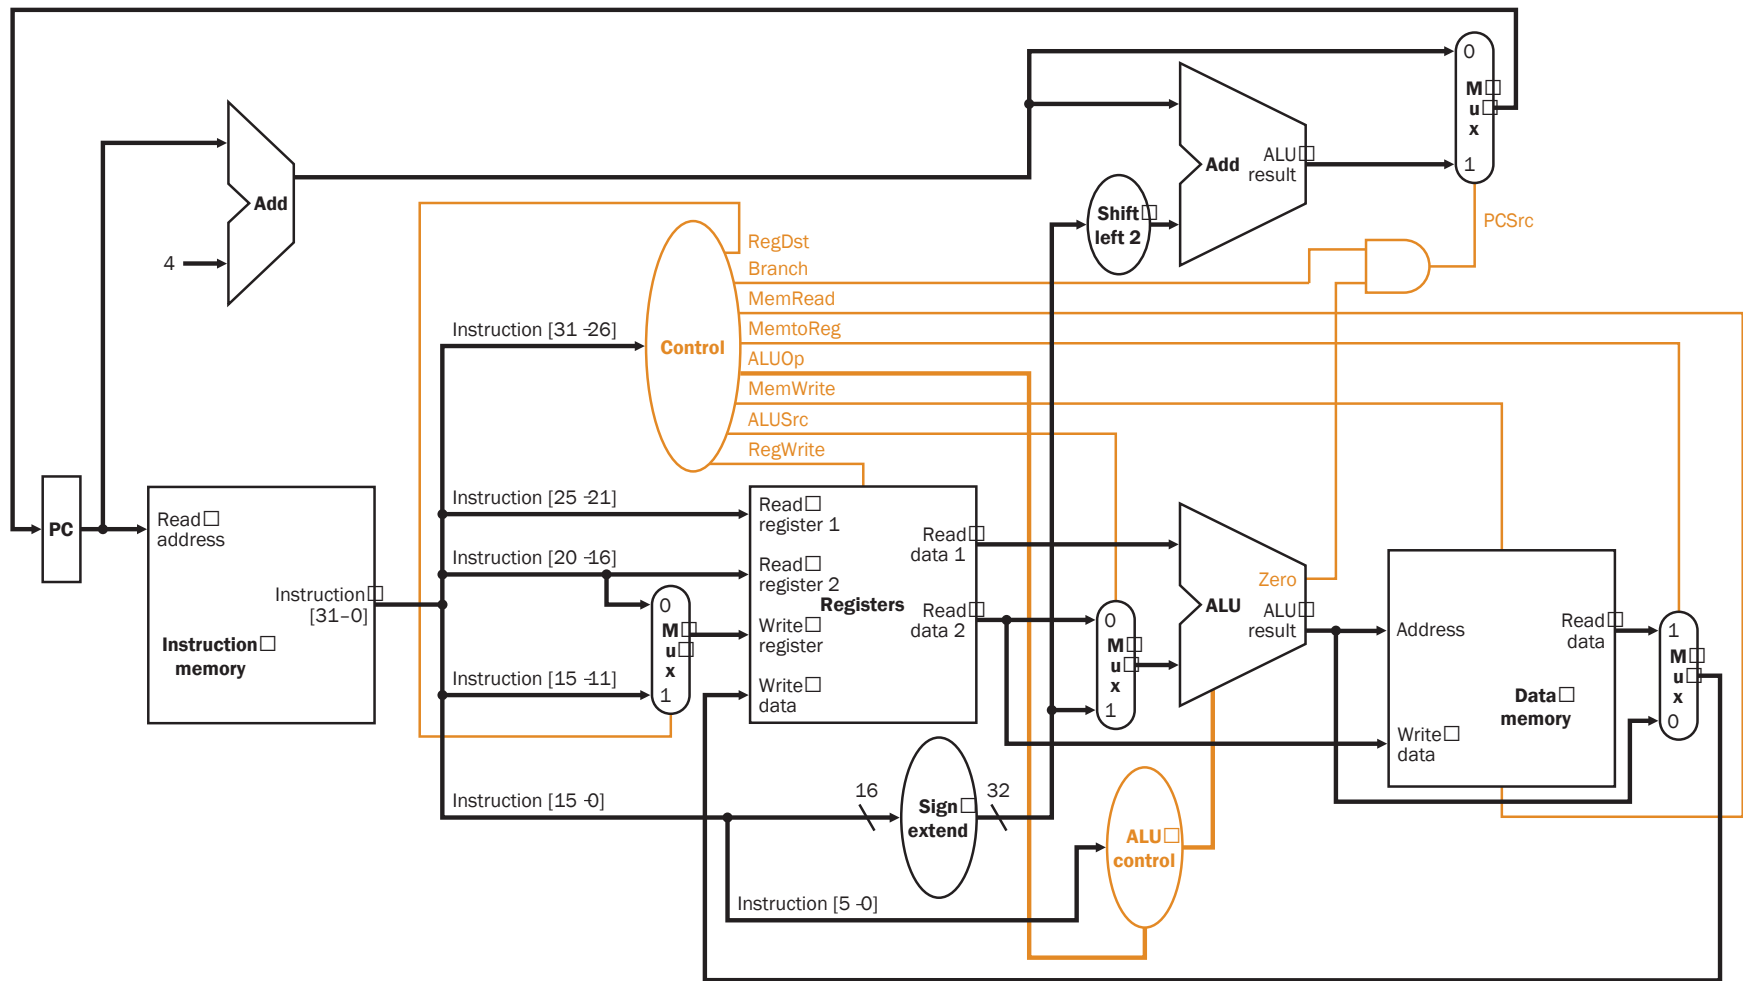 0
M
u
x
1
Add
ALU
result
Add
Shift
left 2
4
PCSrc
RegDst
Branch
MemRead
MemtoReg
ALUOp
MemWrite
ALUSrc
RegWrite
Control
Instruction [31-26]
Instruction [25-21]
Instruction [20-16]
Instruction [15-11]
Instruction [15-0]
Instruction [5-0]
PC
Read
address
Instruction
[31-0]
Instruction
memory
0
M
u
x
1
Read
register 1
Read
register 2
Write
register
Write
data
Registers
Read
data 1
Read
data 2
0
M
u
x
1
Zero
ALU
ALU
result
Address
Write
data
Read
data
Data
memory
1
M
u
x
0
16
Sign
extend
32
ALU
control